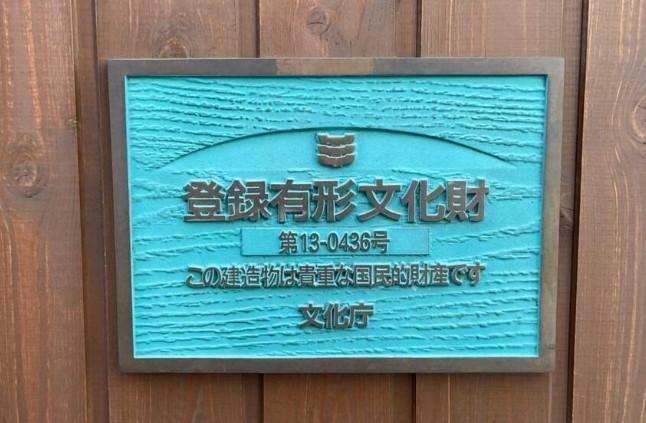 登録有形文化財
第13-0436号
この建造物は貴重な国民的財産です
文化庁